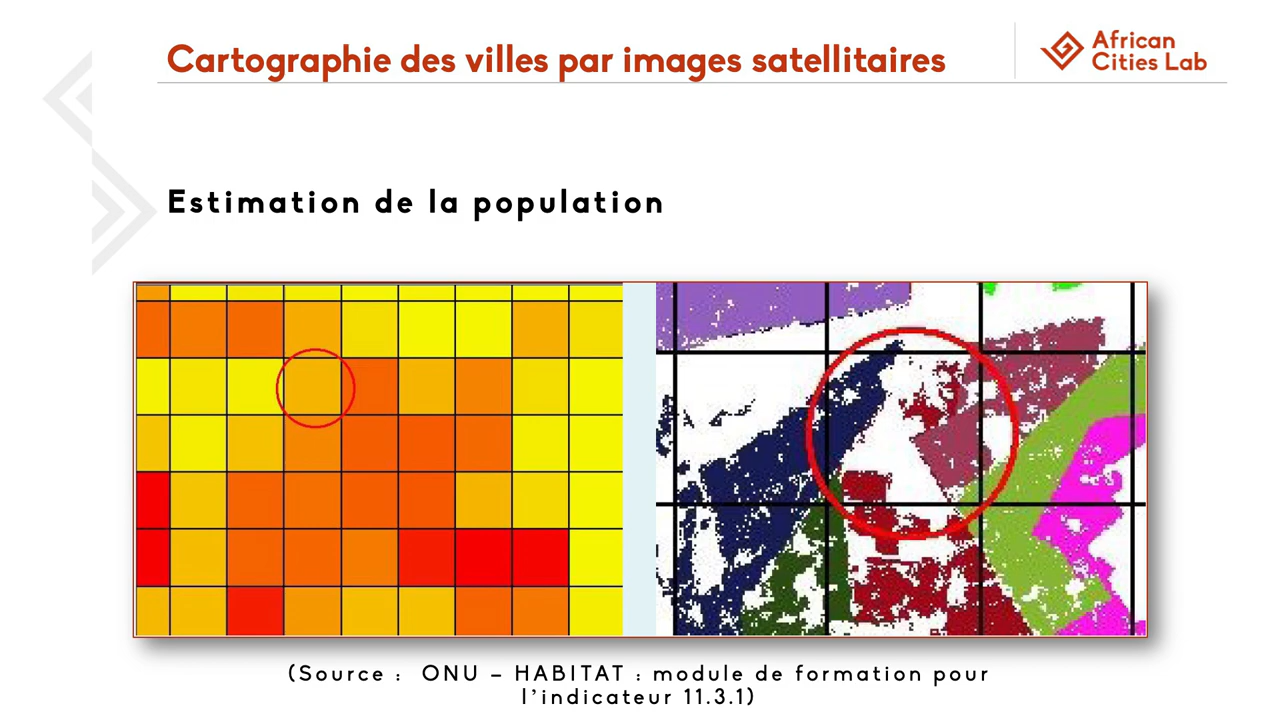 Cartographie des villes par images satellitaires
African
Cities Lab
Estimation de la population
(Source : ONU – HABITAT : module de formation pour
l'indicateur 11.3.1)